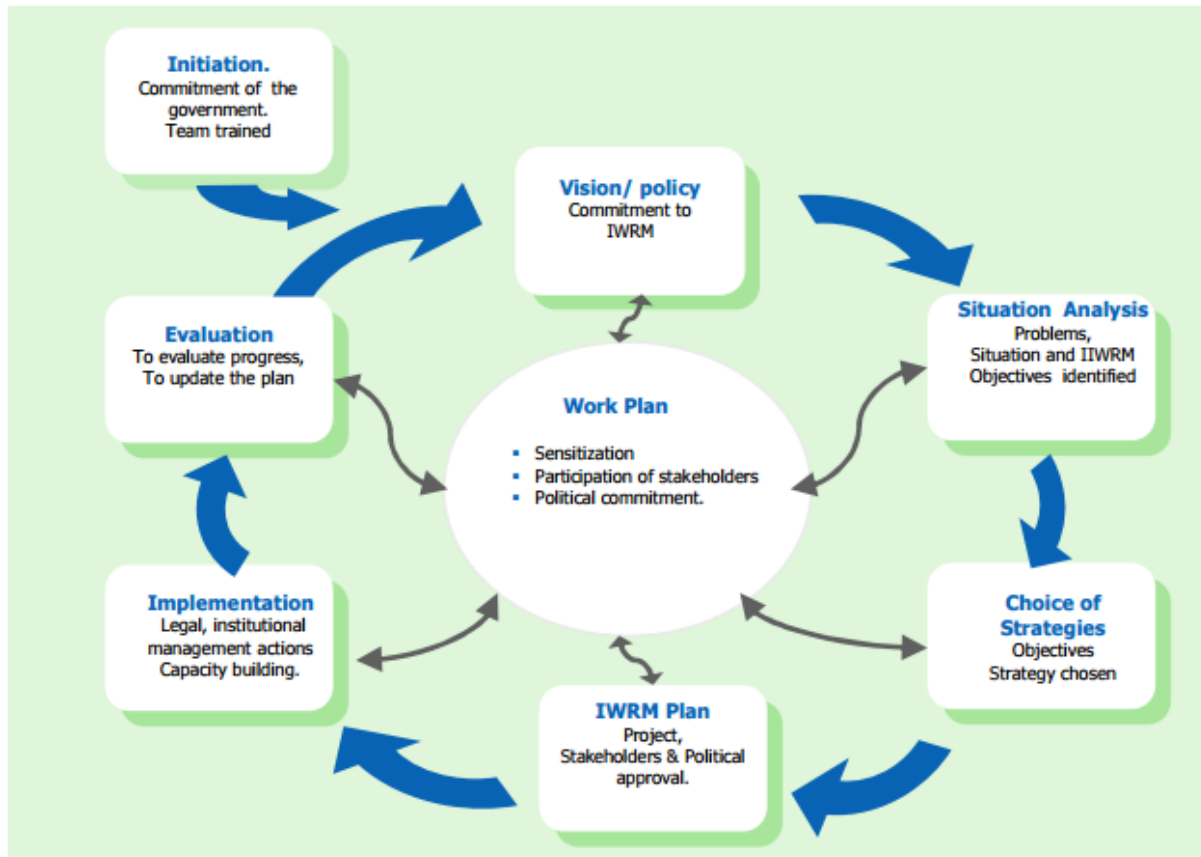 Initiation.
Commitment of the
government.
Team trained
Vision/ policy
Commitment to
IWRM
Situation Analysis
Problems,
Situation and IIWRM
Objectives identified
Choice of
Strategies
Objectives
Strategy chosen
IWRM Plan
Project,
Stakeholders & Political
approval.
Implementation
Legal, institutional
management actions
Capacity building.
Evaluation
To evaluate progress,
To update the plan
Work Plan
▪ Sensitization
▪ Participation of stakeholders
▪ Political commitment.